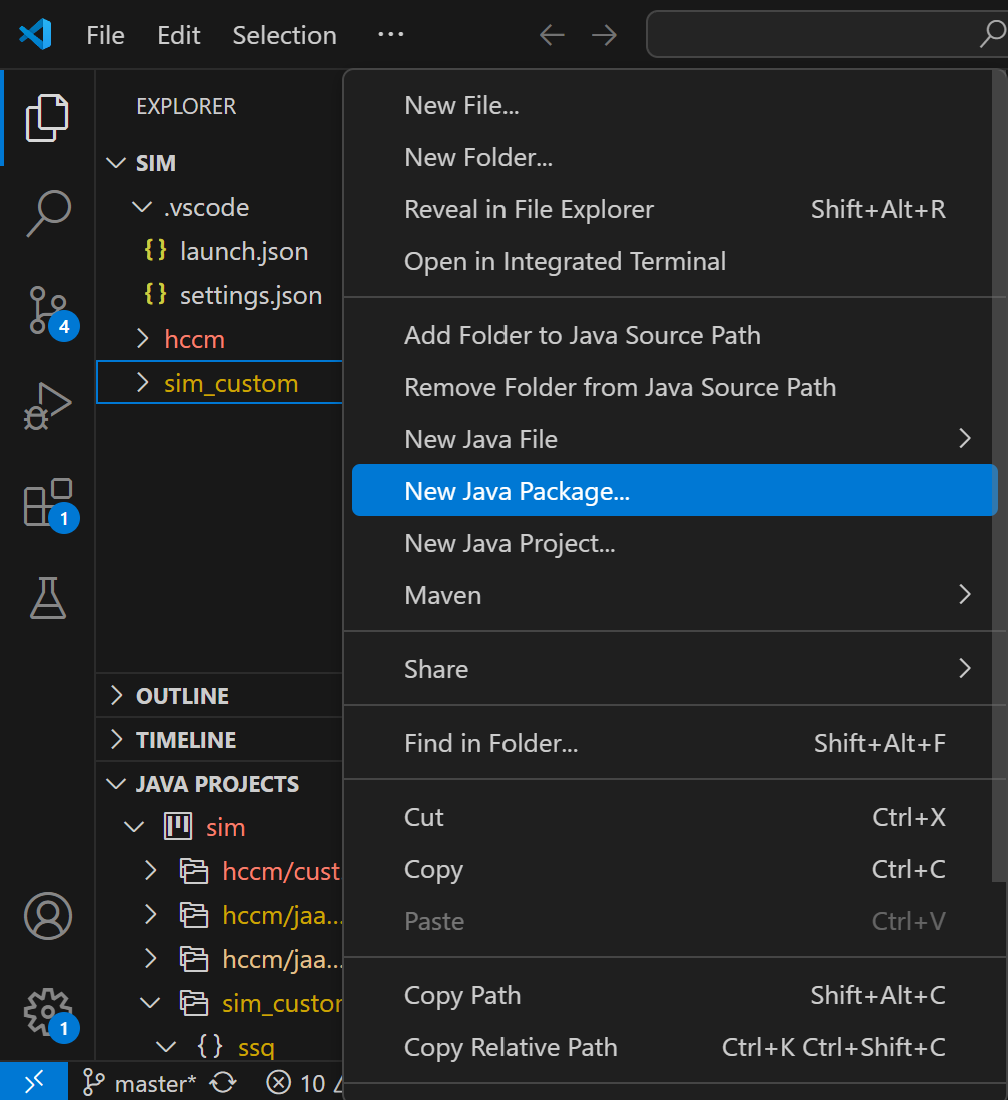 File Edit Selection ...
EXPLORER
SIM
.vscode
{} launch.json
{} settings.json
hccm
sim_custom
4
1
OUTLINE
TIMELINE
JAVA PROJECTS
sim
hccm/cust
hccm/jaa...
hccm/jaa...
sim_custor
{} ssq
1
master*
10
New File...
New Folder...
Reveal in File Explorer Shift+Alt+R
Open in Integrated Terminal
Add Folder to Java Source Path
Remove Folder from Java Source Path
New Java File
New Java Package...
New Java Project...
Maven
Share
Find in Folder... Shift+Alt+F
Cut Ctrl+X
Copy Ctrl+C
Paste Ctrl+V
Copy Path Shift+Alt+C
Copy Relative Path Ctrl+K Ctrl+Shift+C